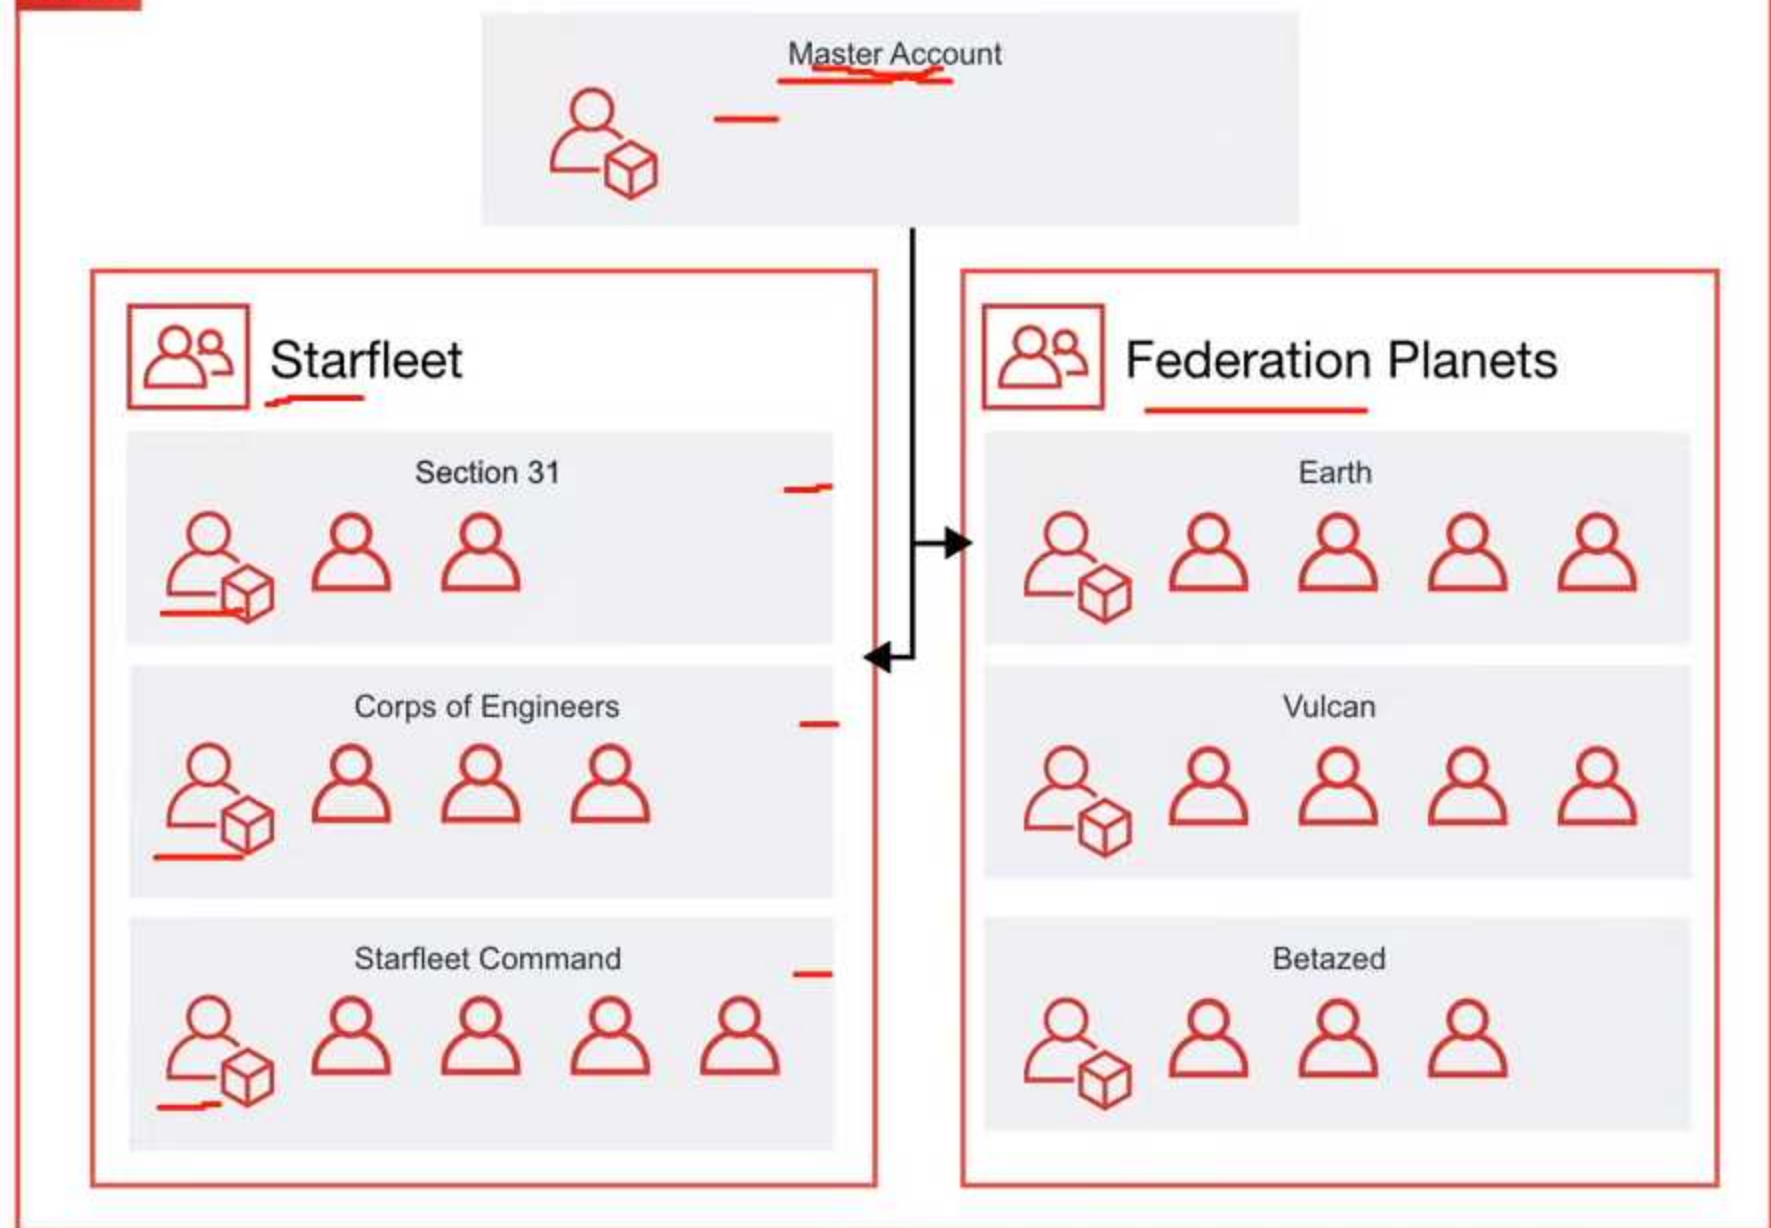 Master Account
Starfleet
Section 31
Corps of Engineers
Starfleet Command
Federation Planets
Earth
Vulcan
Betazed